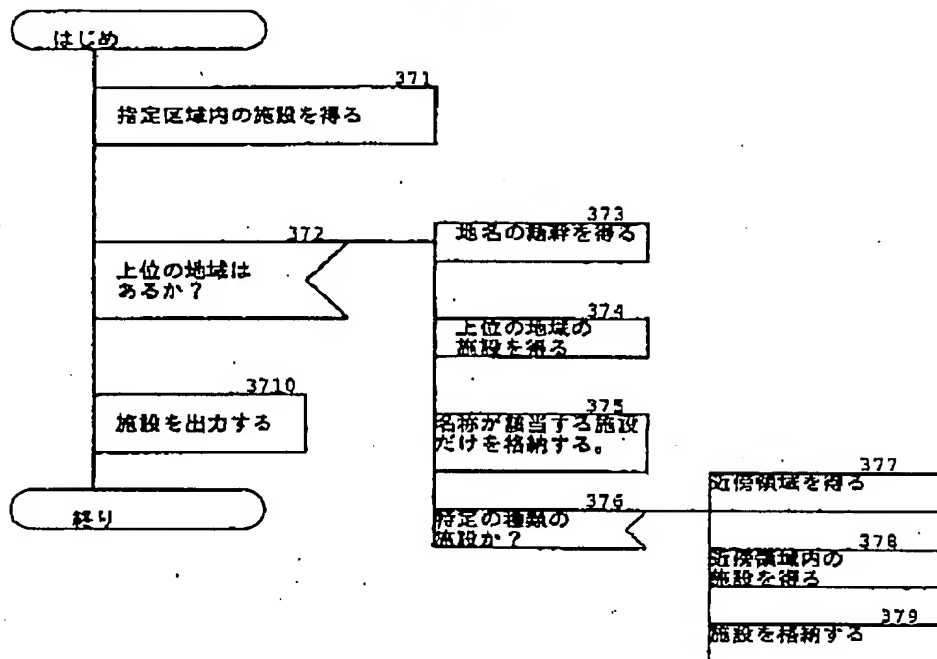 はじめ
371
指定区域内の施設を得る
372
上位の地域は
あるか？
373
地名の語幹を得る
374
上位の地域の
施設を得る
375
名称が該当する施設
だけを格納する。
376
特定の種類の
施設か？
377
近傍領域を得る
378
近傍領域内の
施設を得る
379
施設を格納する
3710
施設を出力する
終り